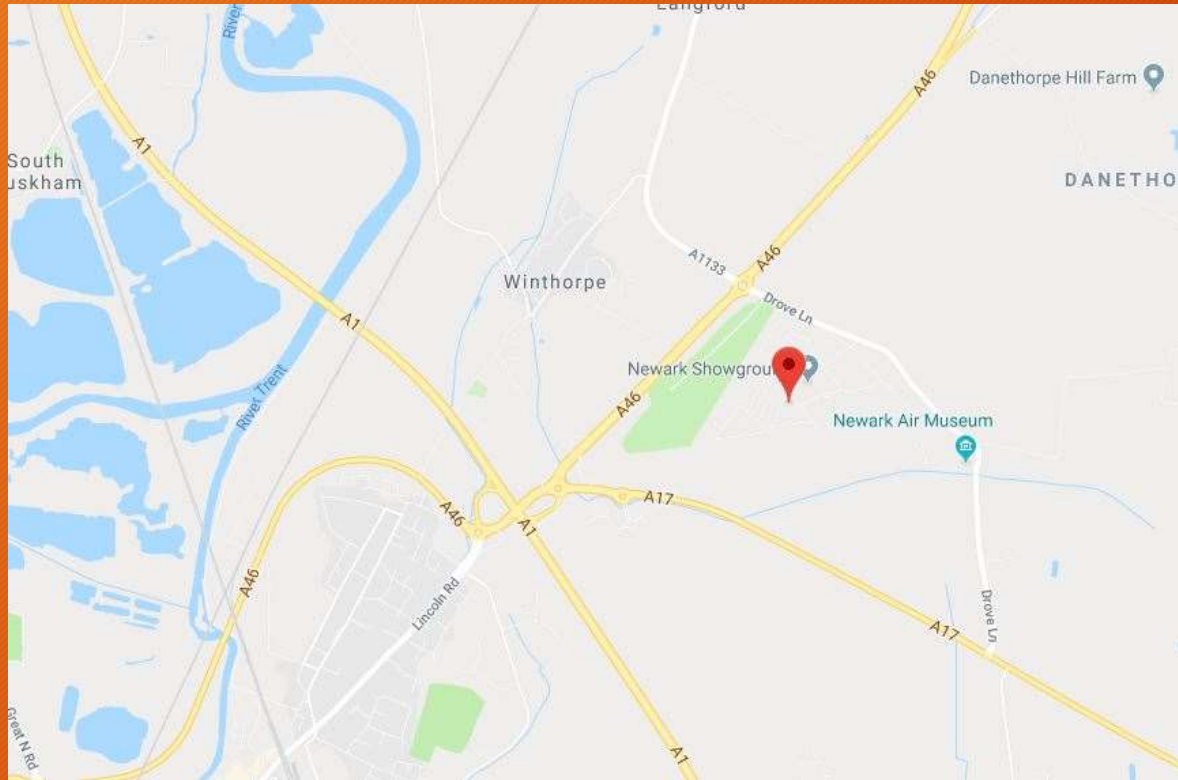 Langford
River
A46
Danethorpe Hill Farm
A1
South
uskham
DANETHO
A1133
A46
Winthorpe
Drove Ln
A1
Newark Showgrou
River Trent
A46
Newark Air Museum
A17
A46
A1
A46
Lincoln Rd
Drove Ln
A17
Great N Rd
A1